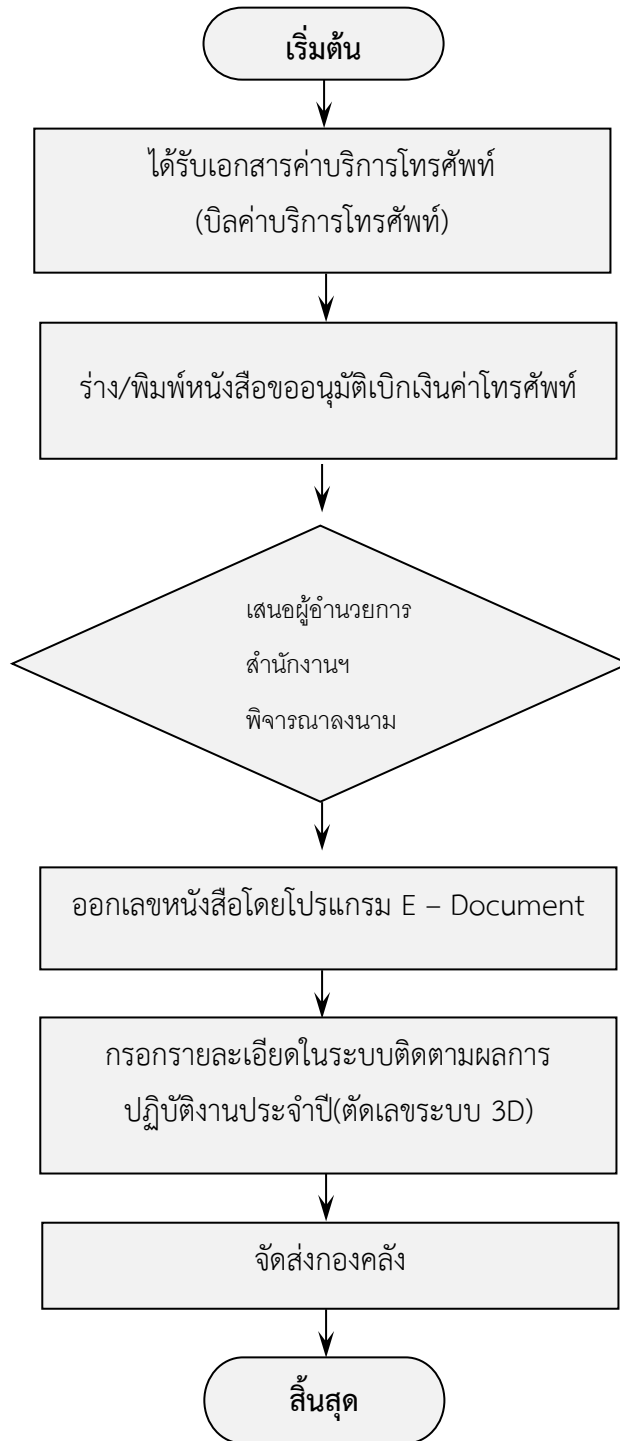 เริ่มต้น
ได้รับเอกสารค่าบริการโทรศัพท์
(บิลค่าบริการโทรศัพท์)
ร่าง/พิมพ์หนังสือขออนุมัติเบิกเงินค่าโทรศัพท์
เสนอผู้อำนวยการ
สำนักงานฯ
พิจารณาลงนาม
ออกเลขหนังสือโดยโปรแกรม E – Document
กรอกรายละเอียดในระบบติดตามผลการ
ปฏิบัติงานประจำปี(ตัดเลขระบบ 3D)
จัดส่งกองคลัง
สิ้นสุด